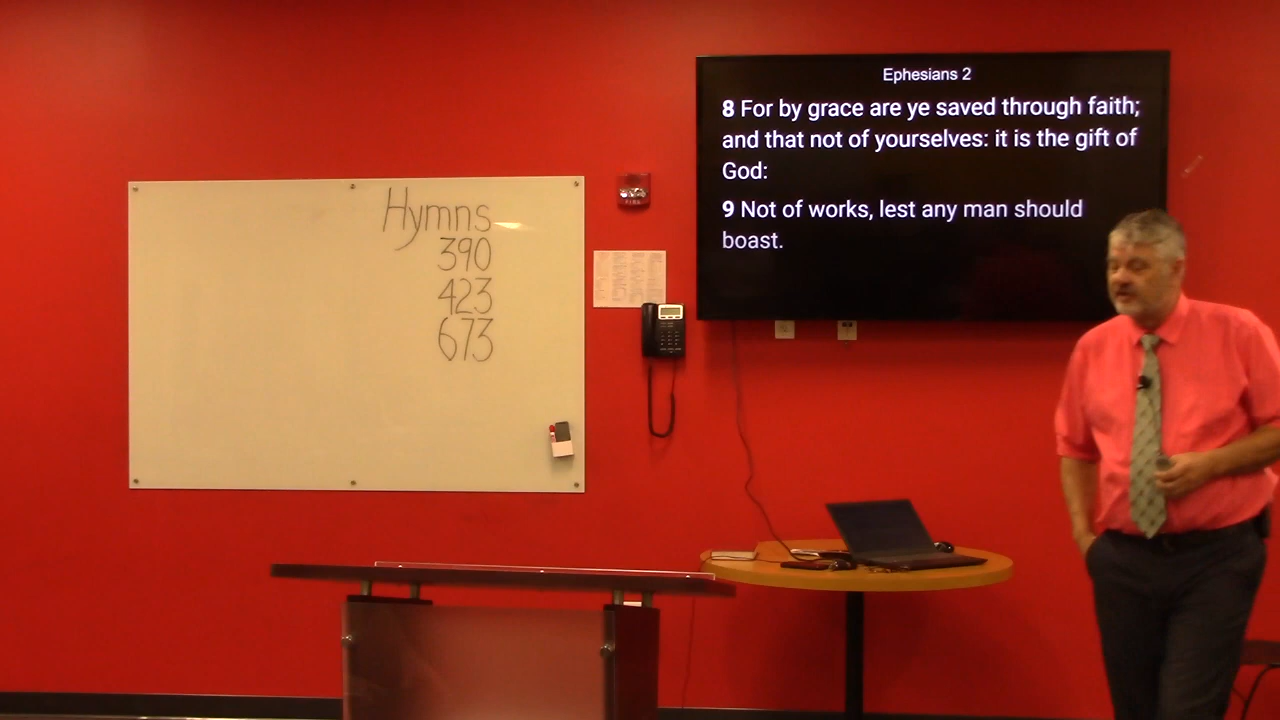 Hymns
390
423
673
FIRE
Ephesians 2
8 For by grace are ye saved through faith;
and that not of yourselves: it is the gift of
God:
9 Not of works, lest any man should
boast.